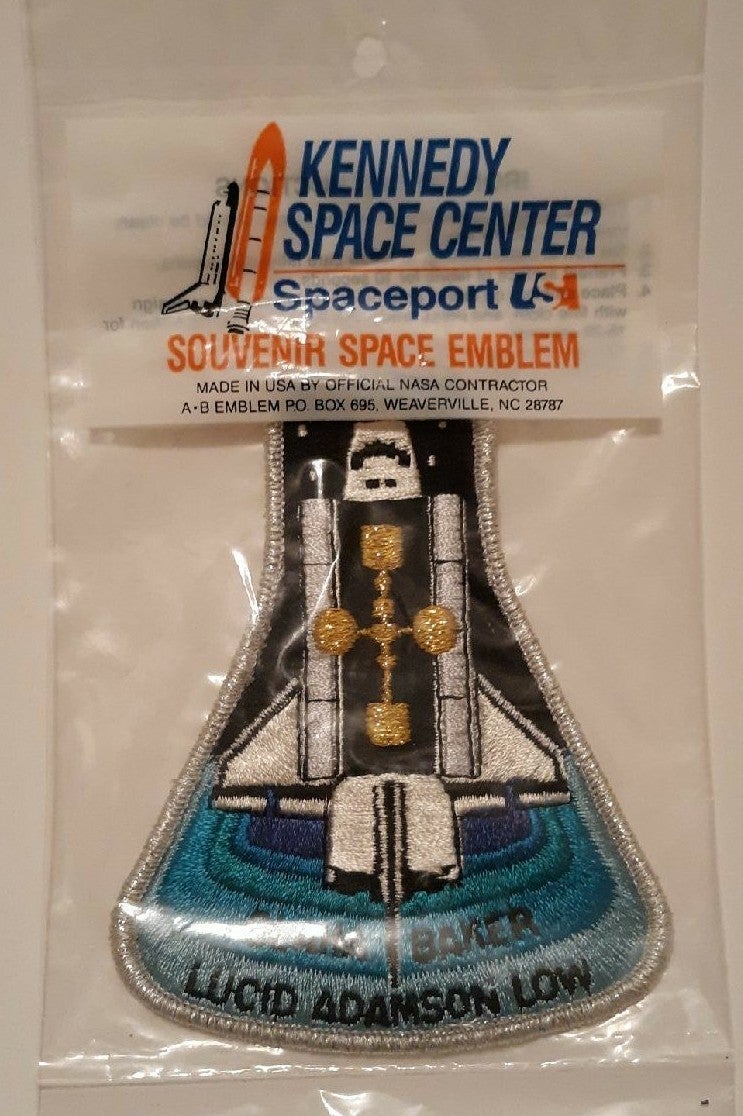 KENNEDY
SPACE CENTER
Spaceport USA
SOUVENIR SPACE EMBLEM
MADE IN USA BY OFFICIAL NASA CONTRACTOR
A•B EMBLEM P.O. BOX 695, WEAVERVILLE, NC 28787
BAKER
LUCID ADAMSON LOW